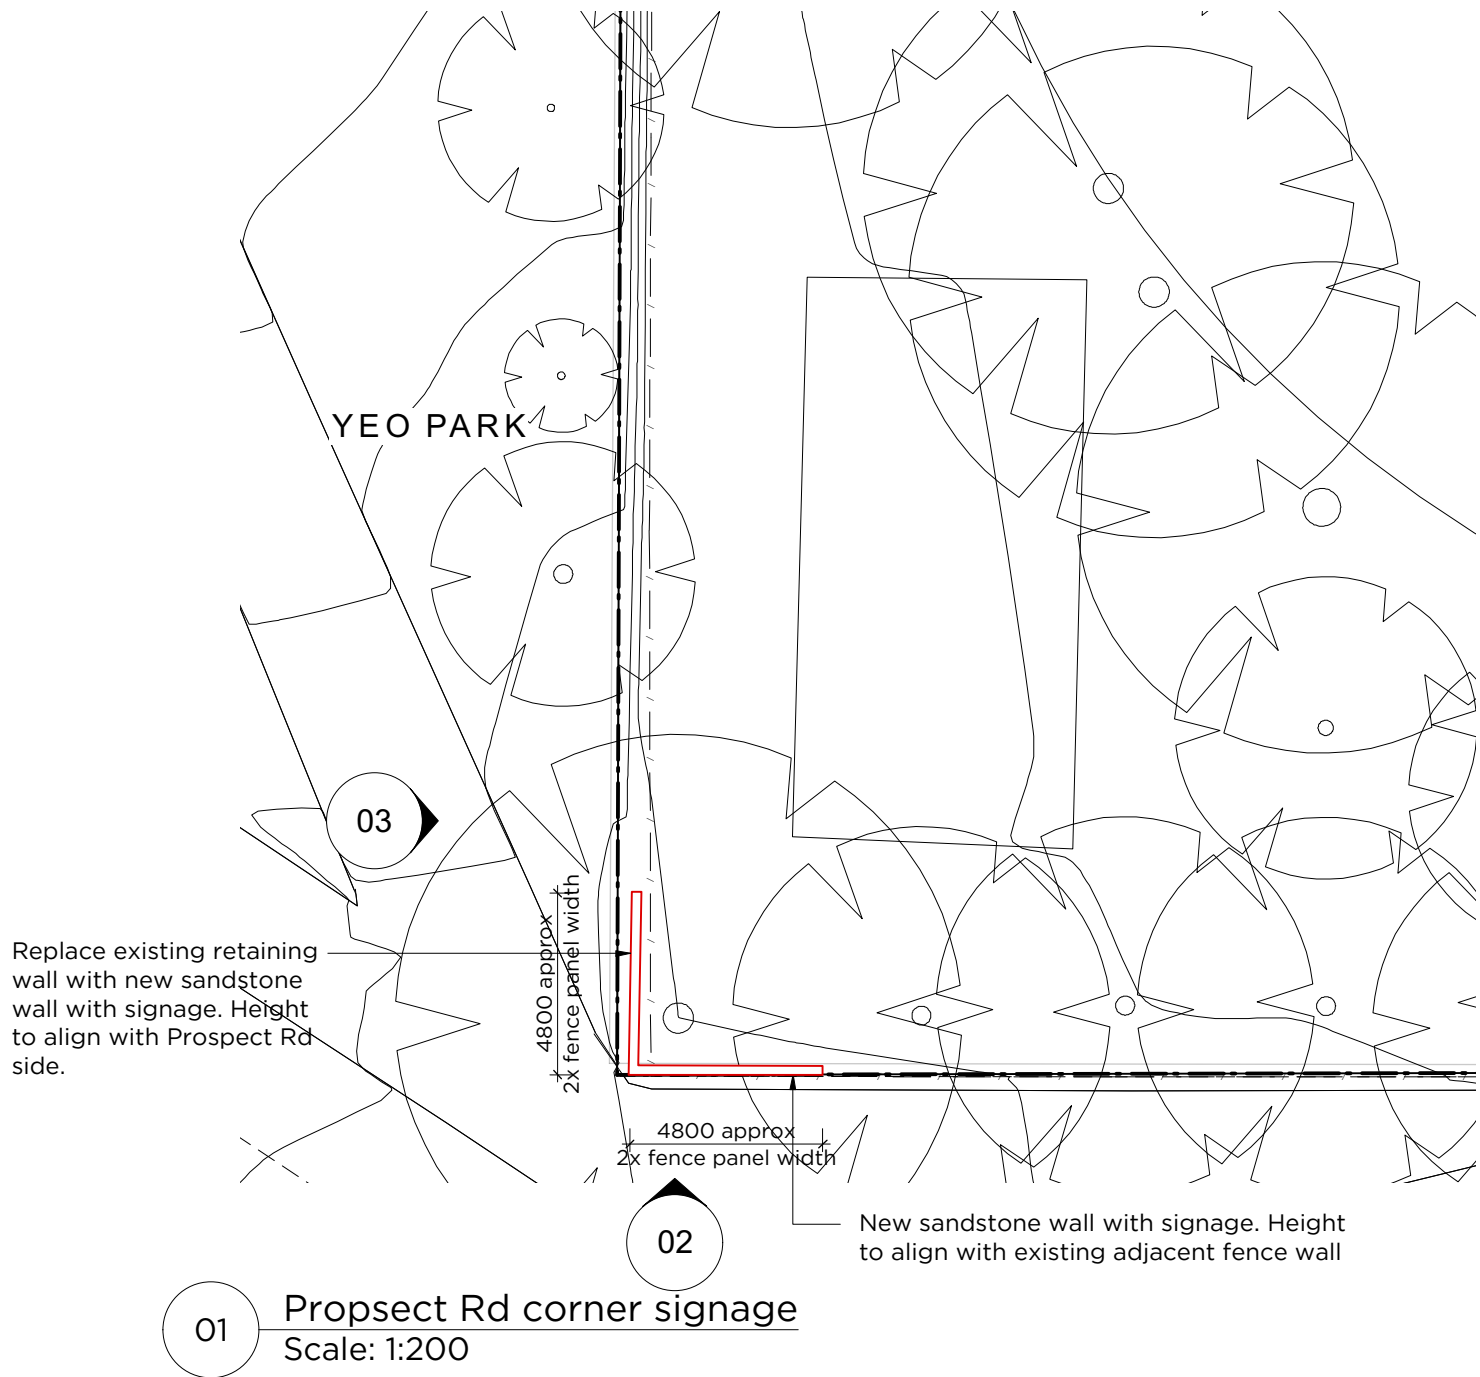 YEO PARK
03
Replace existing retaining
wall with new sandstone
wall with signage. Height
to align with Prospect Rd
side.
4800 approx
2x fence panel width
4800 approx
2x fence panel width
02
New sandstone wall with signage. Height
to align with existing adjacent fence wall
01
Propsect Rd corner signage
Scale: 1:200